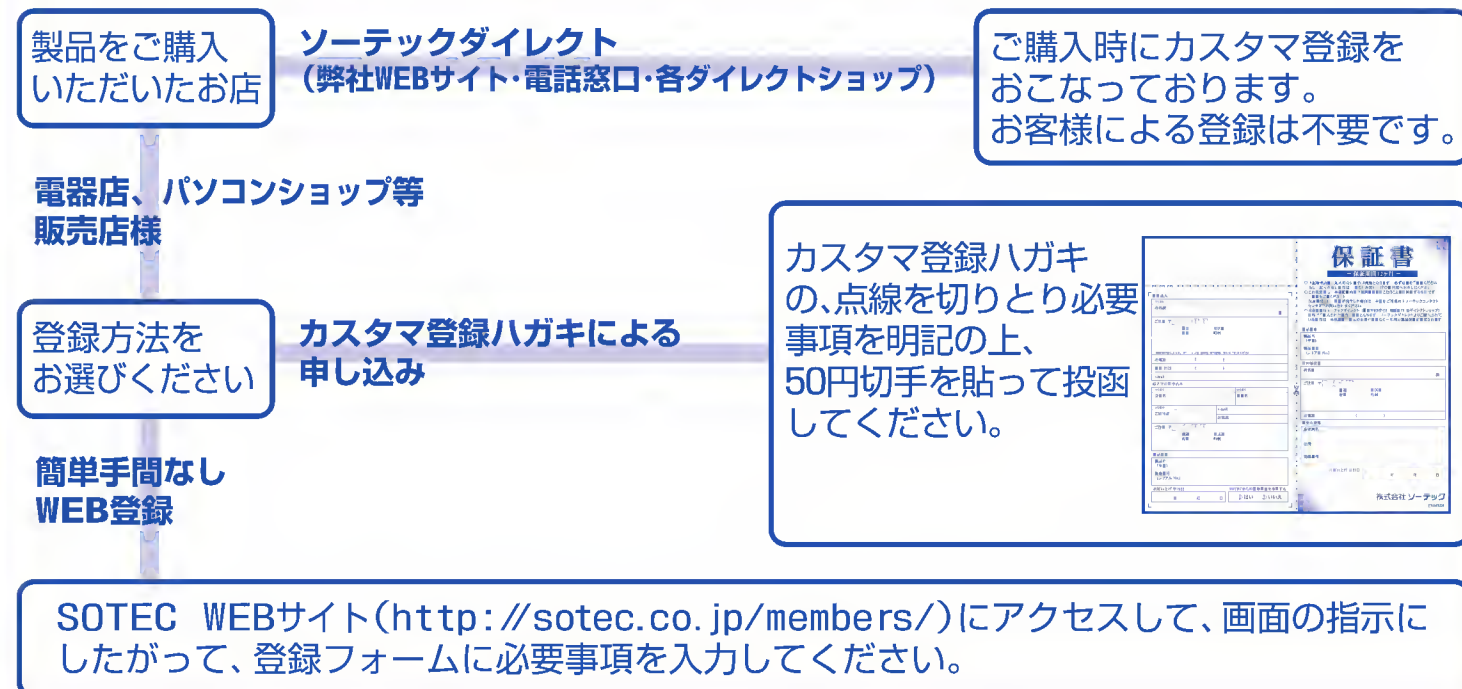 製品をご購入
いただいたお店
ソーテックダイレクト
（弊社WEBサイト・電話窓口・各ダイレクトショップ）
ご購入時にカスタマ登録を
おこなっております。
お客様による登録は不要です。
電器店、パソコンショップ等
販売店様
登録方法を
お選びください
カスタマ登録ハガキによる
申し込み
カスタマ登録ハガキ
の、点線を切りとり必要
事項を明記の上、
50円切手を貼って投函
してください。
保証書
株式会社 ソーテック
簡単手間なし
WEB登録
SOTEC WEBサイト(http://sotec.co.jp/members/)にアクセスして、画面の指示に
したがって、登録フォームに必要事項を入力してください。